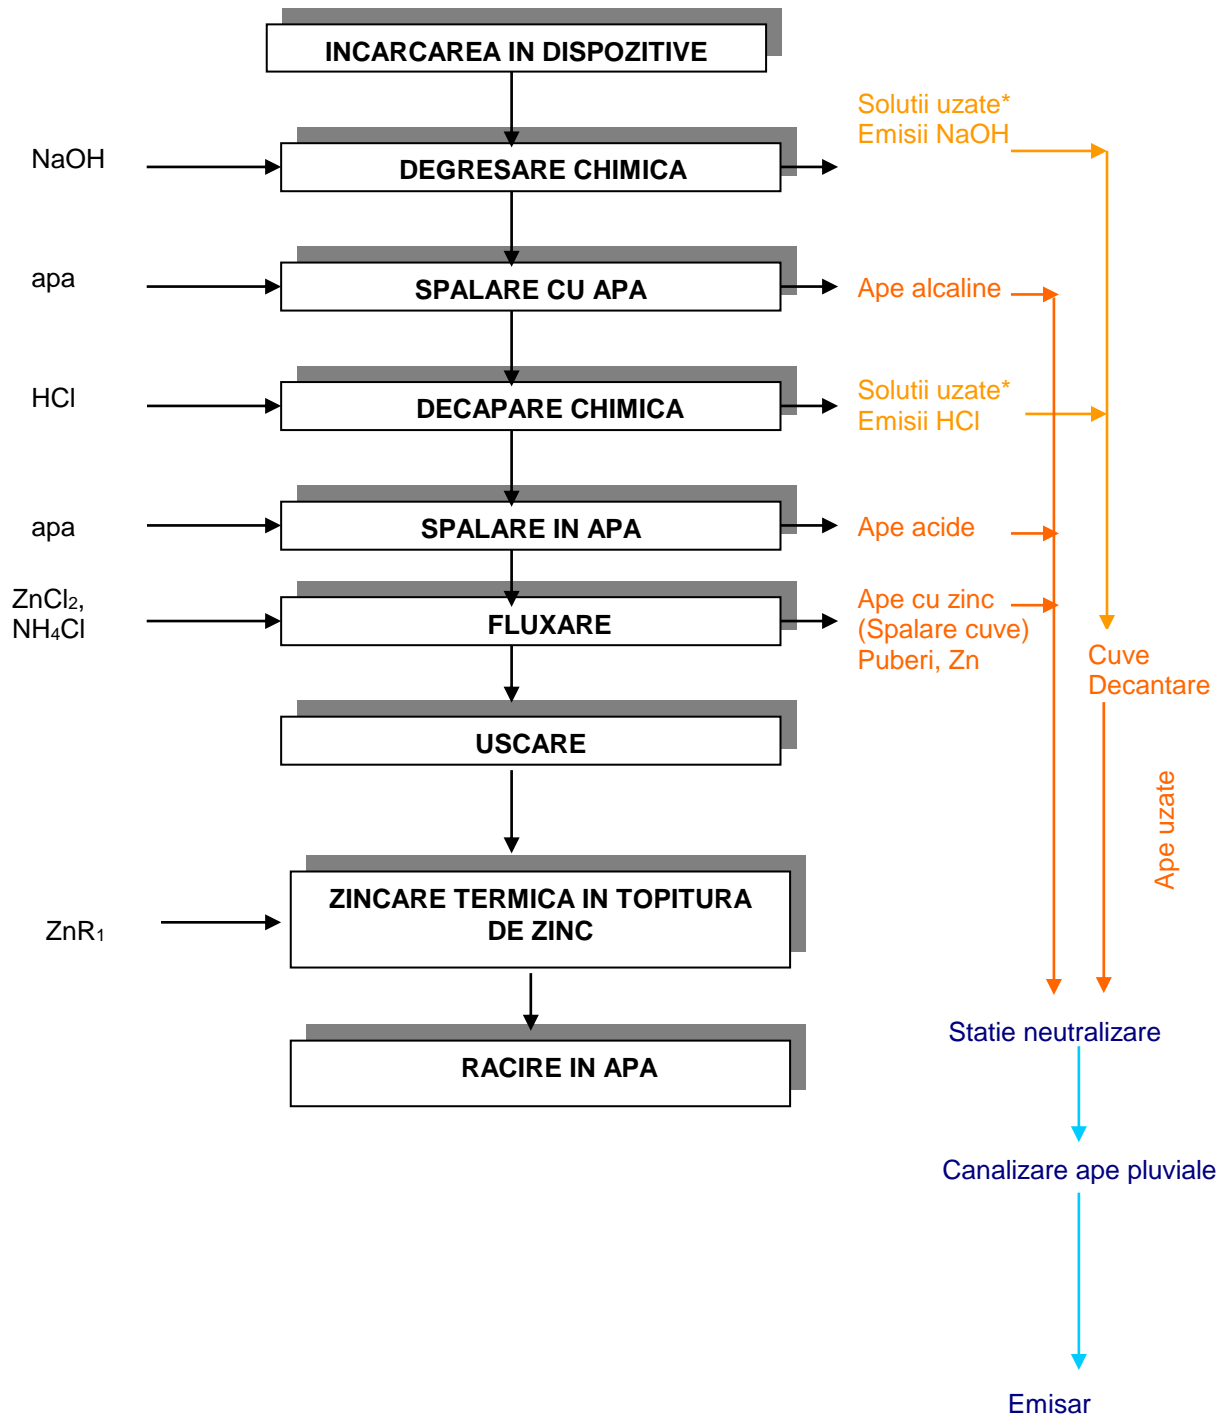 INCARCAREA IN DISPOZITIVE
Solutii uzate*
Emisii NaOH
NaOH
DEGRESARE CHIMICA
apa
SPALARE CU APA
Ape alcaline
HCl
DECAPARE CHIMICA
Solutii uzate*
Emisii HCl
apa
SPALARE IN APA
Ape acide
ZnCl₂,
NH₄Cl
FLUXARE
Ape cu zinc
(Spalare cuve)
Puberi, Zn
Cuve
Decantare
USCARE
Ape uzate
ZINCARE TERMICA IN TOPITURA
DE ZINC
ZnR₁
Statie neutralizare
RACIRE IN APA
Canalizare ape pluviale
Emisar